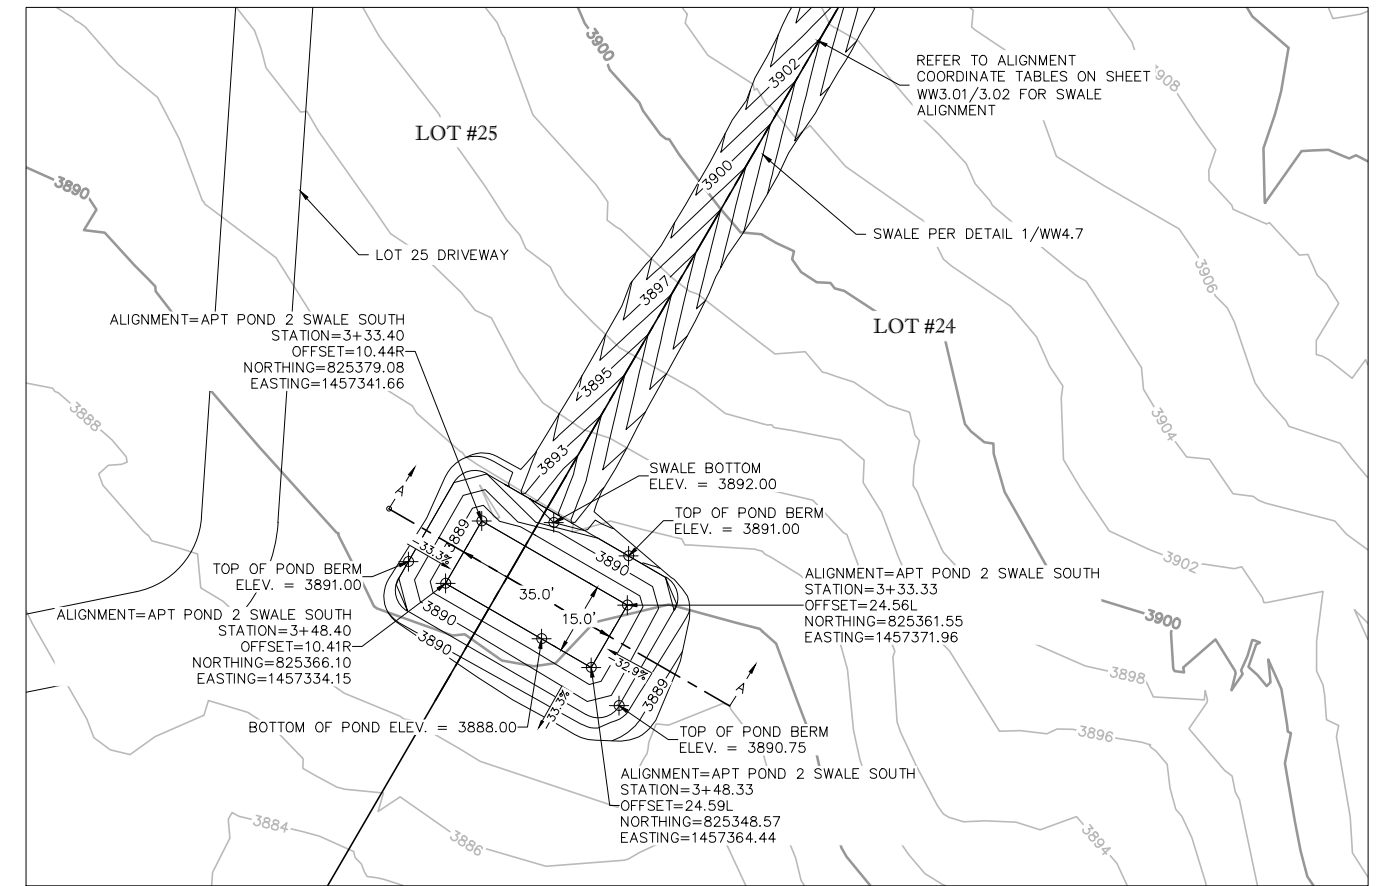 3900
3902
REFER TO ALIGNMENT
COORDINATE TABLES ON SHEET
WW3.01/3.02 FOR SWALE
ALIGNMENT
3908
LOT #25
3900
3890
SWALE PER DETAIL 1/WW4.7
LOT 25 DRIVEWAY
3906
3897
ALIGNMENT=APT POND 2 SWALE SOUTH
STATION=3+33.40
OFFSET=10.44R
NORTHING=825379.08
EASTING=1457341.66
LOT #24
3895
3888
3904
3893
SWALE BOTTOM
ELEV. = 3892.00
A
TOP OF POND BERM
ELEV. = 3891.00
3889
-33.3%
3890
3902
TOP OF POND BERM
ELEV. = 3891.00
35.0'
15.0'
ALIGNMENT=APT POND 2 SWALE SOUTH
STATION=3+33.33
OFFSET=24.56L
NORTHING=825361.55
EASTING=1457371.96
ALIGNMENT=APT POND 2 SWALE SOUTH
STATION=3+48.40
OFFSET=10.41R
NORTHING=825366.10
EASTING=1457334.15
3890
3890
3900
-32.9%
3889
A
3898
-33.3%
BOTTOM OF POND ELEV. = 3888.00
TOP OF POND BERM
ELEV. = 3890.75
3896
ALIGNMENT=APT POND 2 SWALE SOUTH
STATION=3+48.33
OFFSET=24.59L
NORTHING=825348.57
EASTING=1457364.44
3884
3886
3894